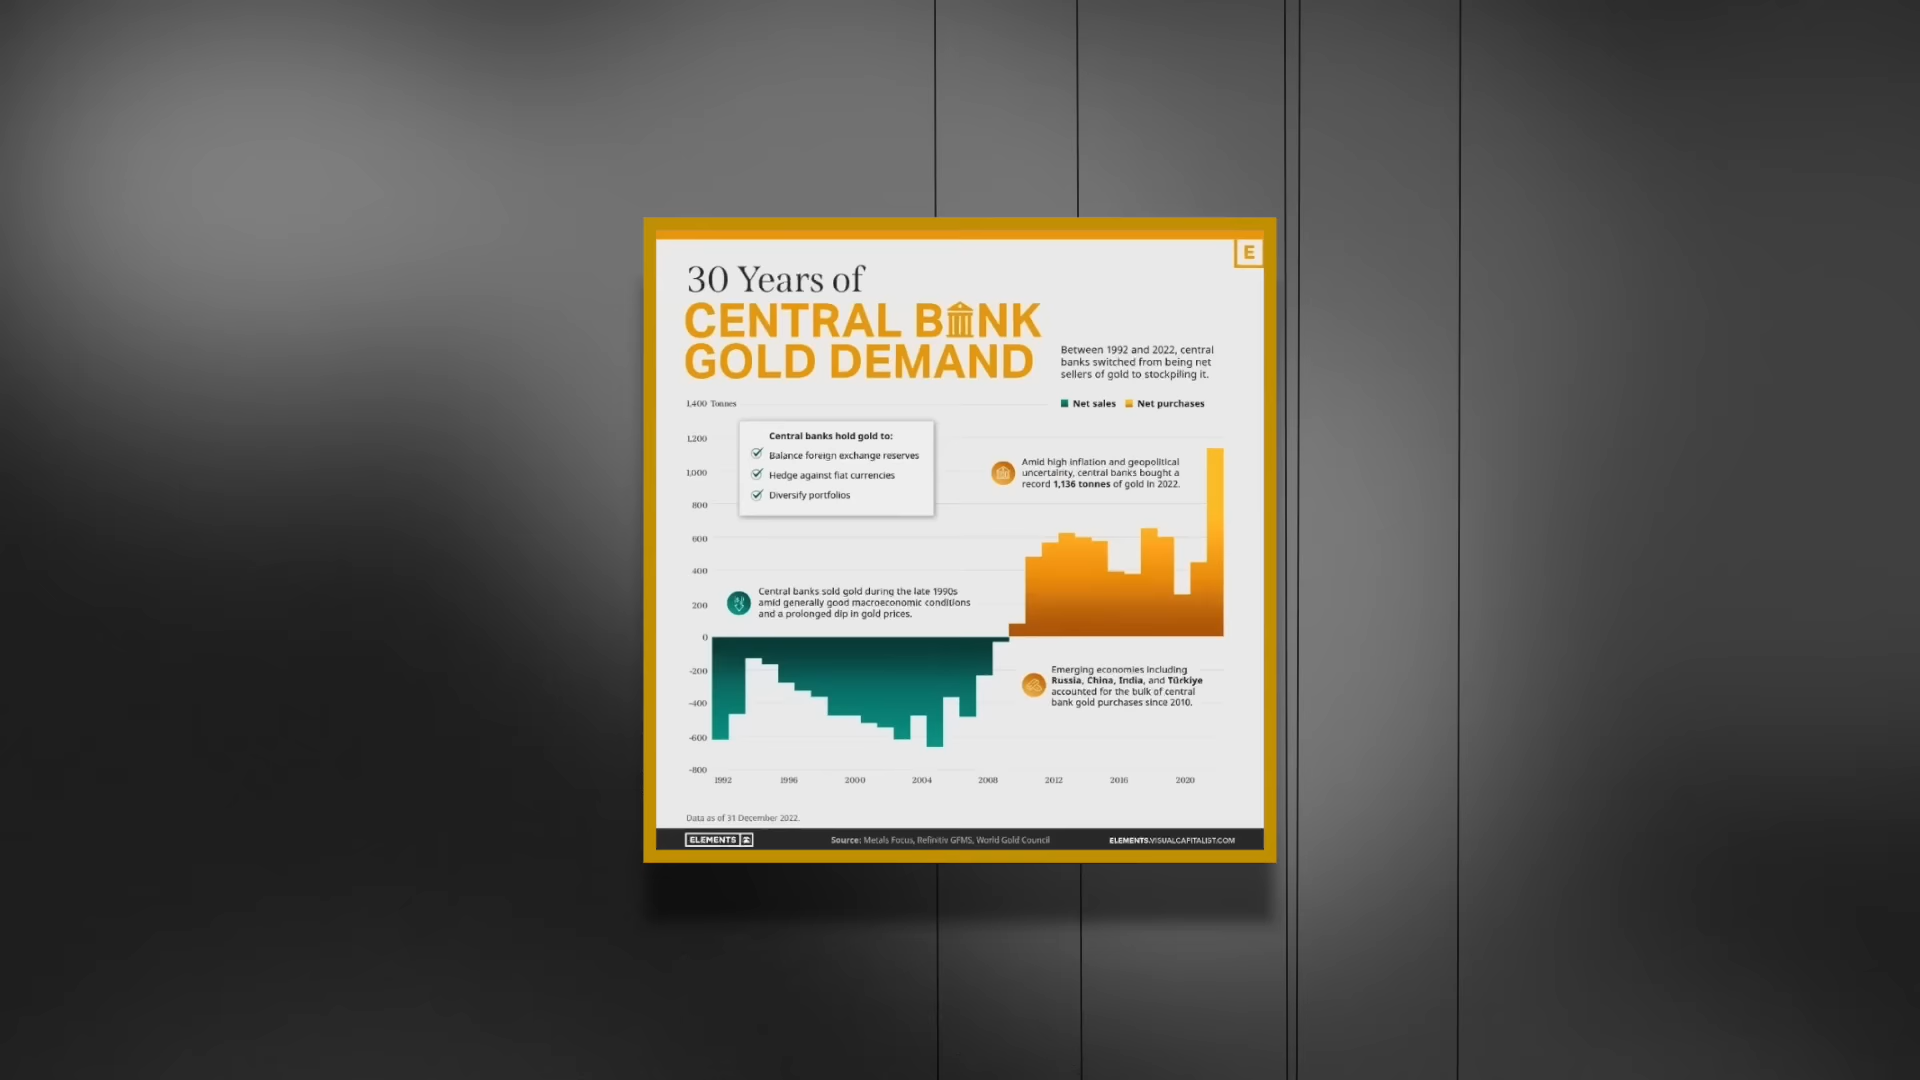 E
30 Years of
CENTRAL BANK
GOLD DEMAND
Between 1992 and 2022, central
banks switched from being net
sellers of gold to stockpiling it.
1,400 Tonnes
Net sales Net purchases
Central banks hold gold to:
Balance foreign exchange reserves
Hedge against fiat currencies
Diversify portfolios
Amid high inflation and geopolitical
uncertainty, central banks bought a
record 1,136 tonnes of gold in 2022.
1,200
1,000
800
600
400
200
0
-200
-400
-600
-800
Central banks sold gold during the late 1990s
amid generally good macroeconomic conditions
and a prolonged dip in gold prices.
Emerging economies including
Russia, China, India, and Türkiye
accounted for the bulk of central
bank gold purchases since 2010.
1992 1996 2000 2004 2008 2012 2016 2020
Data as of 31 December 2022.
ELEMENTS
Source: Metals Focus, Refinitiv GFMS, World Gold Council
ELEMENTS.VISUALCAPITALIST.COM